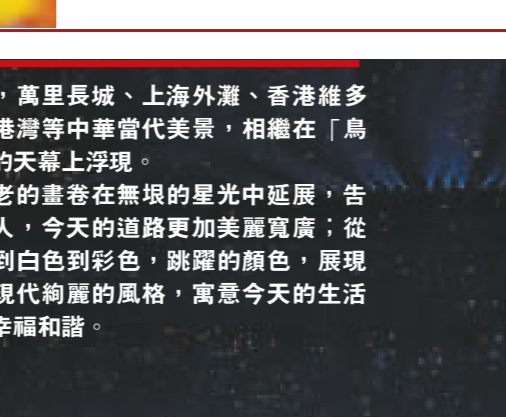 ，萬里長城、上海外灘、香港維多
港灣等中華當代美景，相繼在「鳥
的天幕上浮現。
老的畫卷在無垠的星光中延展，告
人，今天的道路更加美麗寬廣；從
到白色到彩色，跳躍的顏色，展現
現代絢麗的風格，寓意今天的生活
幸福和諧。